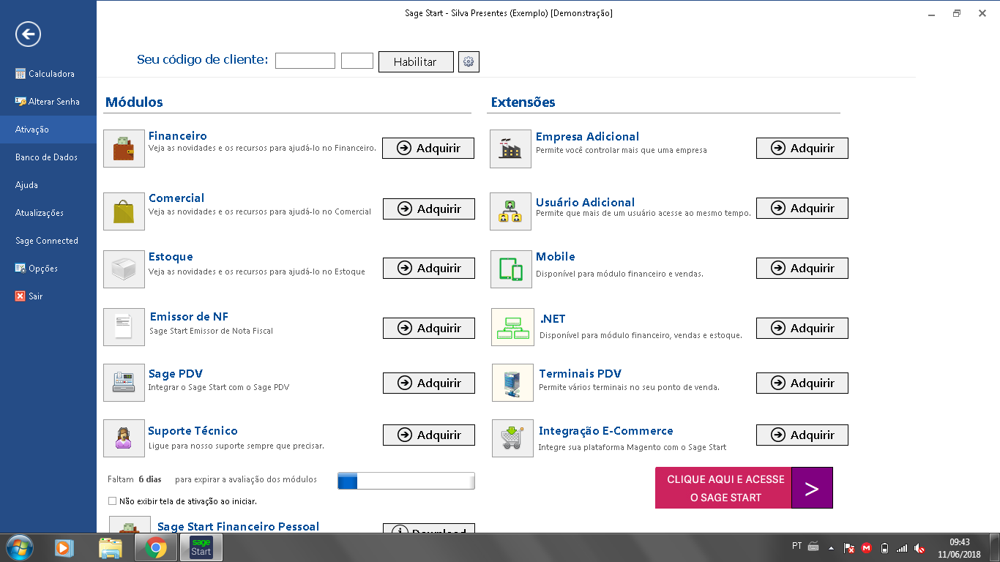 Sage Start - Silva Presentes (Exemplo) [Demonstração]
Calculadora
Alterar Senha
Ativação
Banco de Dados
Ajuda
Atualizações
Sage Connected
Opções
Sair
Seu código de cliente:
Habilitar
Módulos
Financeiro
Veja as novidades e os recursos para ajudá-lo no Financeiro.
Adquirir
Comercial
Veja as novidades e os recursos para ajudá-lo no Comercial
Adquirir
Estoque
Veja as novidades e os recursos para ajudá-lo no Estoque
Adquirir
Emissor de NF
Sage Start Emissor de Nota Fiscal
Adquirir
Sage PDV
Integrar o Sage Start com o Sage PDV
Adquirir
Suporte Técnico
Ligue para nosso suporte sempre que precisar.
Adquirir
Extensões
Empresa Adicional
Permite você controlar mais que uma empresa
Adquirir
Usuário Adicional
Permite que mais de um usuário acesse ao mesmo tempo.
Adquirir
Mobile
Disponível para módulo financeiro e vendas.
Adquirir
.NET
Disponível para módulo financeiro, vendas e estoque.
Adquirir
Terminais PDV
Permite vários terminais no seu ponto de venda.
Adquirir
Integração E-Commerce
Integre sua plataforma Magento com o Sage Start
Adquirir
Faltam 6 dias para expirar a avaliação dos módulos
Não exibir tela de ativação ao iniciar.
CLIQUE AQUI E ACESSE
O SAGE START
>
Sage Start Financeiro Pessoal
Download
sage
Start
PT
09:43
11/06/2018